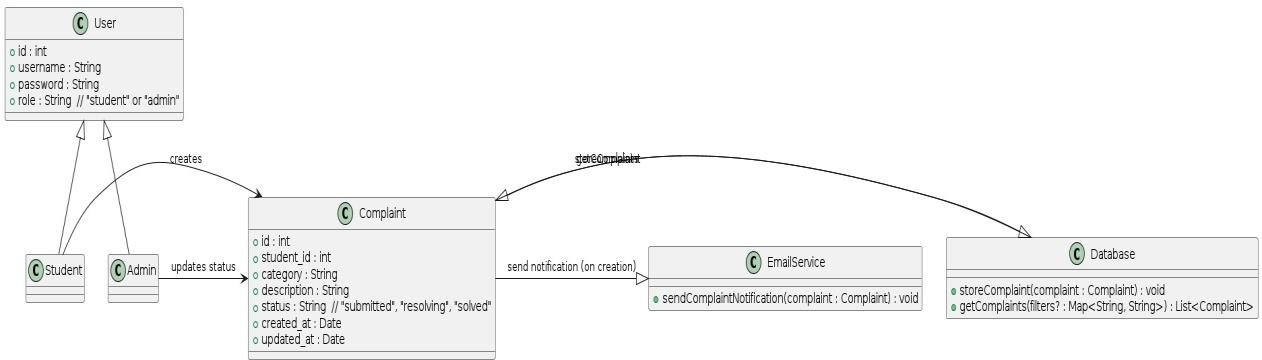 C User
id : int
username : String
password : String
role : String // "student" or "admin"
creates
C Complaint
id : int
student_id : int
category : String
description : String
status : String // "submitted", "resolving", "solved"
created_at : Date
updated_at : Date
C Student
C Admin
updates status
send notification (on creation)
C EmailService
sendComplaintNotification(complaint : Complaint) : void
C Database
storeComplaint(complaint : Complaint) : void
getComplaints(filters? : Map<String, String>) : List<Complaint>